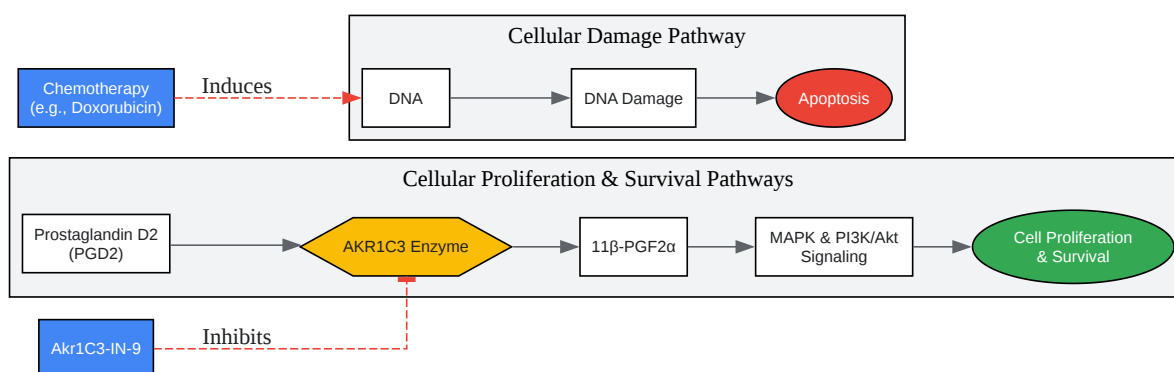 Cellular Damage Pathway
Chemotherapy
(e.g., Doxorubicin)
Induces
DNA
DNA Damage
Apoptosis
Cellular Proliferation & Survival Pathways
Prostaglandin D2
(PGD2)
AKR1C3 Enzyme
11β-PGF2α
MAPK & PI3K/Akt
Signaling
Cell Proliferation
& Survival
Akr1C3-IN-9
Inhibits